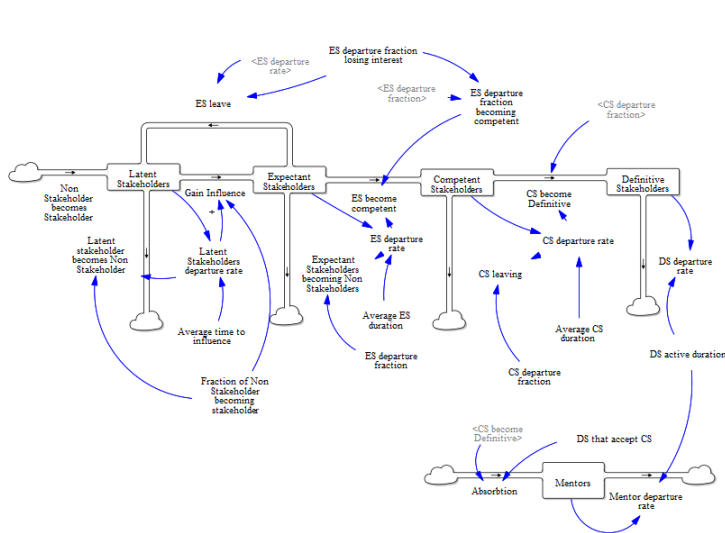 ES departure fraction
losing interest
<ES departure
rate>
<ES departure
fraction>
ES departure
fraction
becoming
competent
<CS departure
fraction>
ES leave
Latent
Stakeholders
Expectant
Stakeholders
Competent
Stakeholders
Definitive
Stakeholders
Non
Stakeholder
becomes
Stakeholder
Gain Influence
ES become
competent
CS become
Definitive
Latent
stakeholder
becomes Non
Stakeholder
Latent
Stakeholders
departure rate
Expectant
Stakeholders
becoming Non
Stakeholders
ES departure
rate
CS departure rate
CS leaving
DS departure
rate
Average time to
influence
Average ES
duration
Average CS
duration
ES departure
fraction
CS departure
fraction
DS active duration
Fraction of Non
Stakeholder
becoming
stakeholder
<CS become
Definitive>
DS that accept CS
Absorbtion
Mentors
Mentor departure
rate